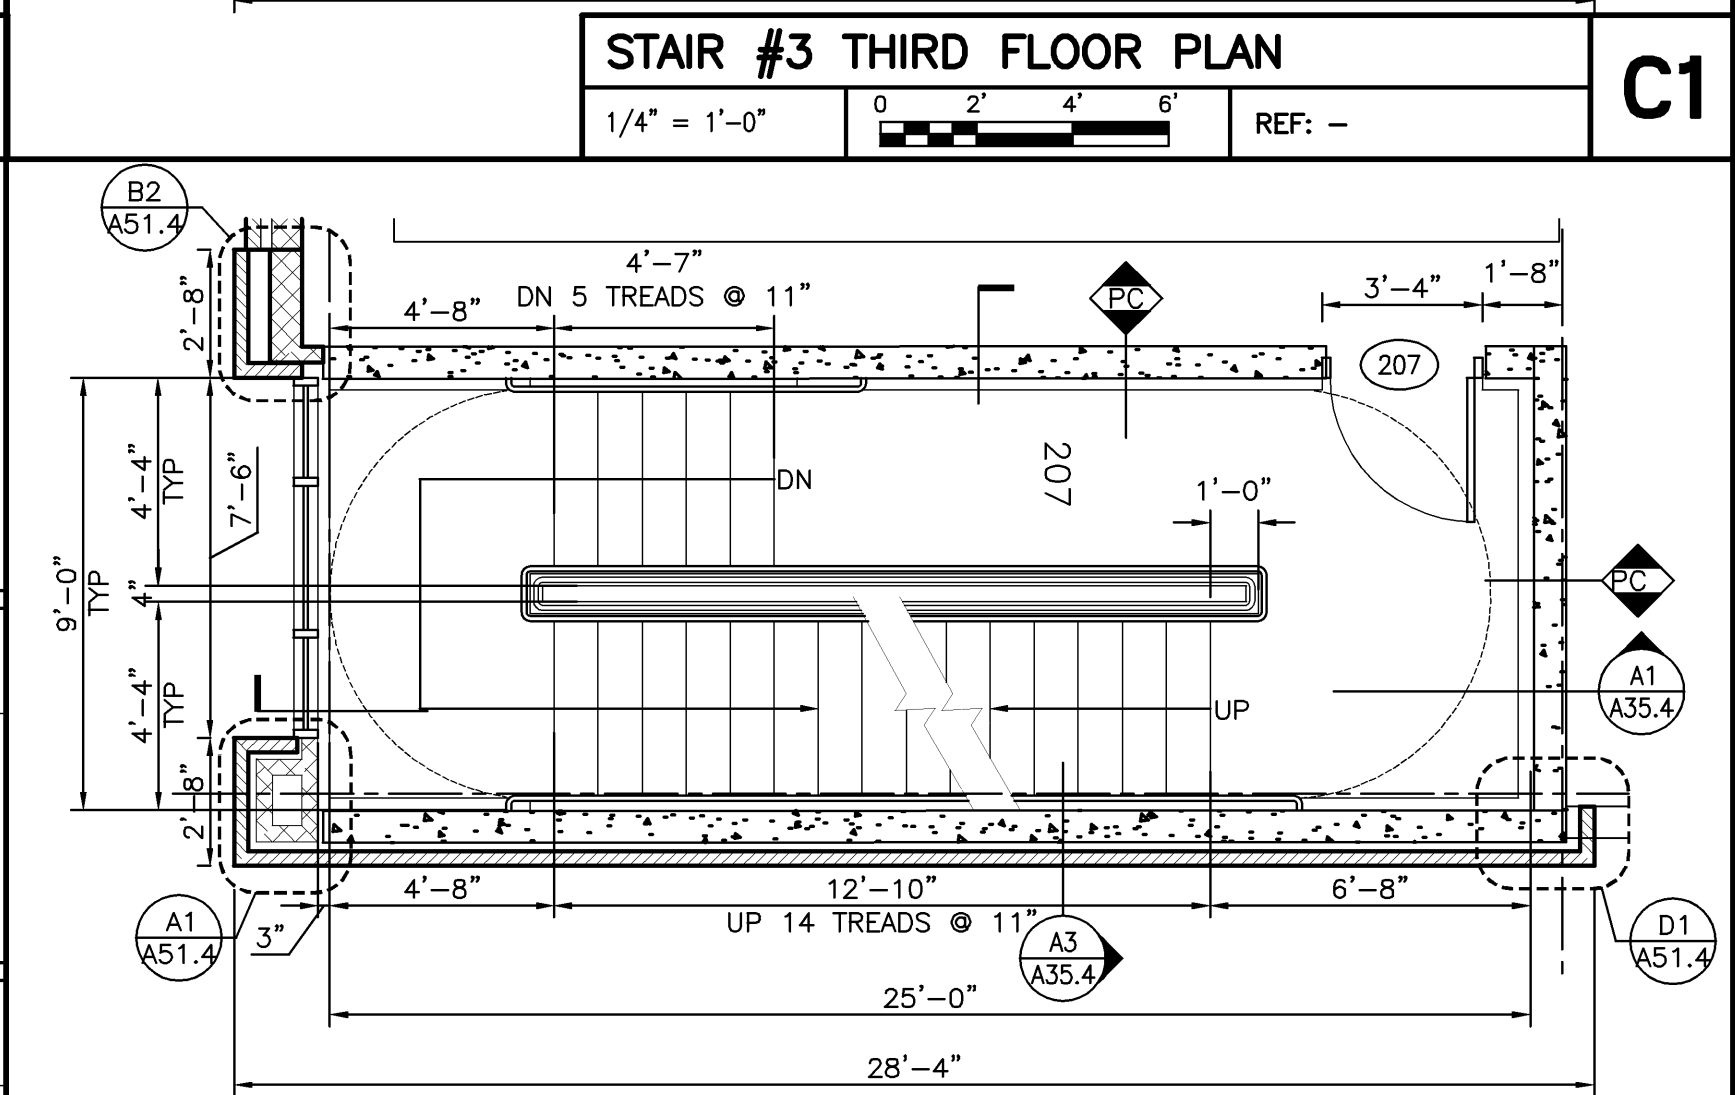 STAIR #3 THIRD FLOOR PLAN
C1
1/4" = 1'-0"
0 2' 4' 6'
REF: -
B2
A51.4
4'-7"
DN 5 TREADS @ 11"
4'-8"
PC
3'-4"
1'-8"
2'-8"
207
4'-4"
TYP
7'-6"
DN
207
1'-0"
9'-0"
TYP
4"
PC
4'-4"
TYP
UP
A1
A35.4
2'-8"
4'-8"
12'-10"
6'-8"
UP 14 TREADS @ 11"
A1
A51.4
3"
A3
A35.4
D1
A51.4
25'-0"
28'-4"